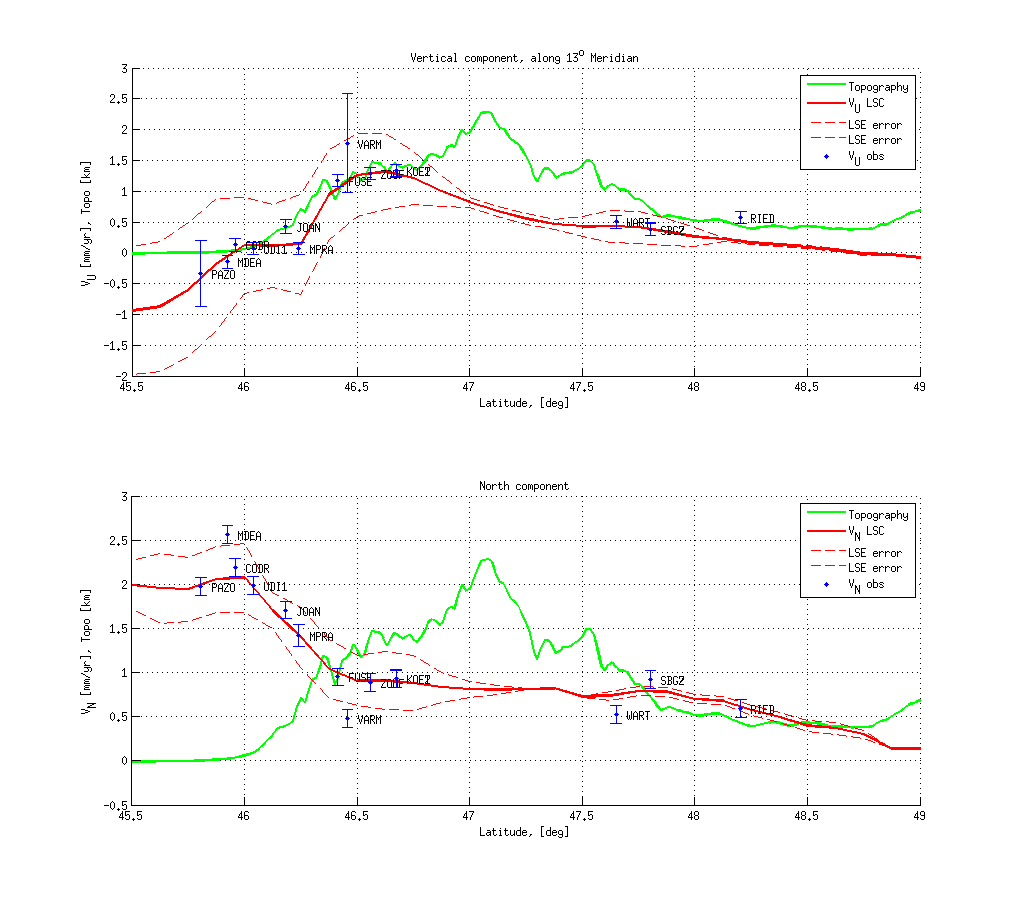 Vertical component, along 13° Meridian
3
2.5
2
1.5
1
0.5
0
-0.5
-1
-1.5
-2
V_U [mm/yr], Topo [km]
Topography
V_U LSC
LSE error
LSE error
V_U obs
VARM
FUSE
KOE2
JOAN
CODR
UDI1
MPRA
MDEA
PAZO
WART
SBG2
RIED
45.5 46 46.5 47 47.5 48 48.5 49
Latitude, [deg]
North component
3
2.5
2
1.5
1
0.5
0
-0.5
V_N [mm/yr], Topo [km]
Topography
V_N LSC
LSE error
LSE error
V_N obs
MDEA
CODR
PAZO
UDI1
JOAN
MPRA
FUSE
KOE2
VARM
SBG2
WART
RIED
45.5 46 46.5 47 47.5 48 48.5 49
Latitude, [deg]